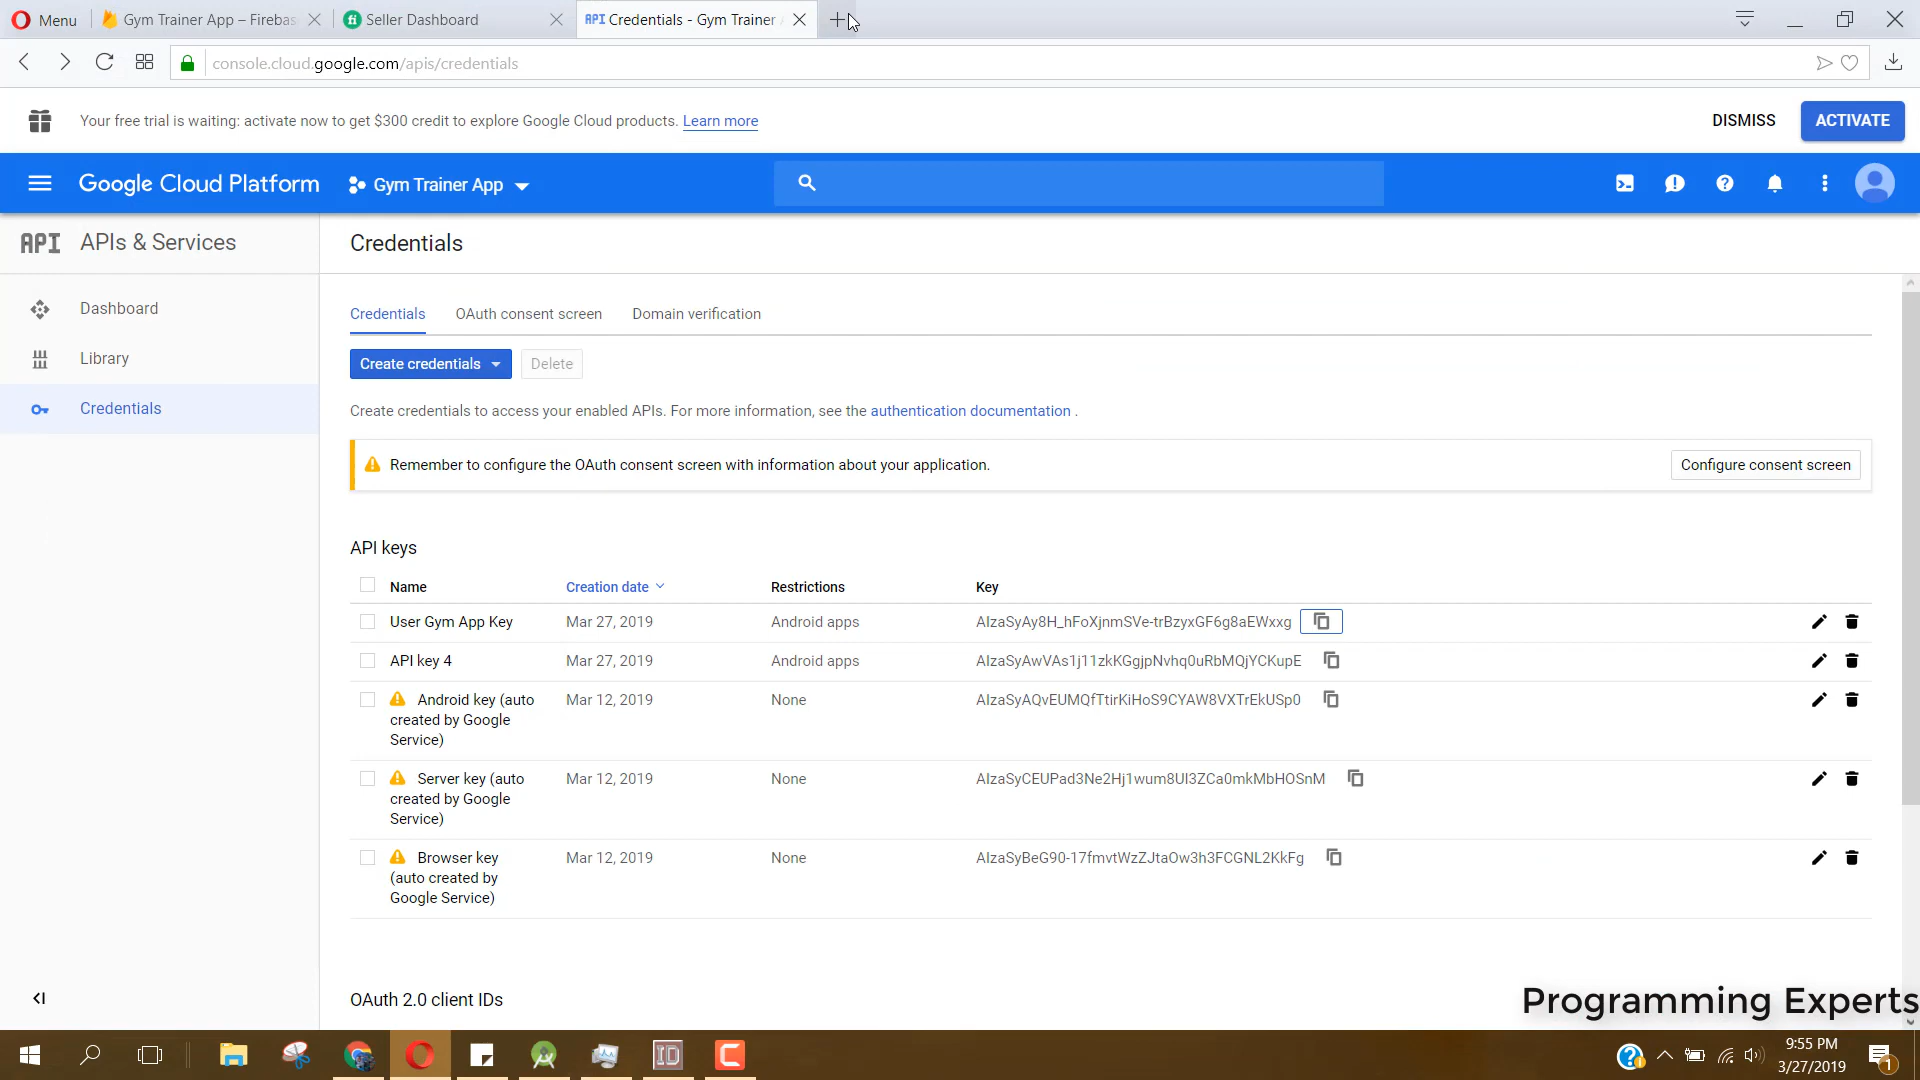 Menu
Gym Trainer App – Firebas
Seller Dashboard
API Credentials - Gym Trainer
console.cloud.google.com/apis/credentials
Your free trial is waiting: activate now to get $300 credit to explore Google Cloud products. Learn more
DISMISS
ACTIVATE
Google Cloud Platform
Gym Trainer App
API APIs & Services
Credentials
Dashboard
Library
Credentials
Credentials
OAuth consent screen
Domain verification
Create credentials
Delete
Create credentials to access your enabled APIs. For more information, see the authentication documentation .
Remember to configure the OAuth consent screen with information about your application.
Configure consent screen
API keys
Name Creation date Restrictions Key
User Gym App Key Mar 27, 2019 Android apps AIzaSyAy8H_hFoXjnmSVe-trBzyxGF6g8aEWxxg
API key 4 Mar 27, 2019 Android apps AIzaSyAwVAs1j11zkKGgjpNvhq0uRbMQjYCKupE
Android key (auto Mar 12, 2019 None AIzaSyAQvEUMQfTtirKiHoS9CYAW8VXTrEkUSp0
created by Google
Service)
Server key (auto Mar 12, 2019 None AIzaSyCEUPad3Ne2Hj1wum8UI3ZCa0mkMbHOSnM
created by Google
Service)
Browser key Mar 12, 2019 None AIzaSyBeG90-17fmvtWzZJtaOw3h3FCGNL2KkFg
(auto created by
Google Service)
OAuth 2.0 client IDs
Programming Experts
9:55 PM
3/27/2019
1